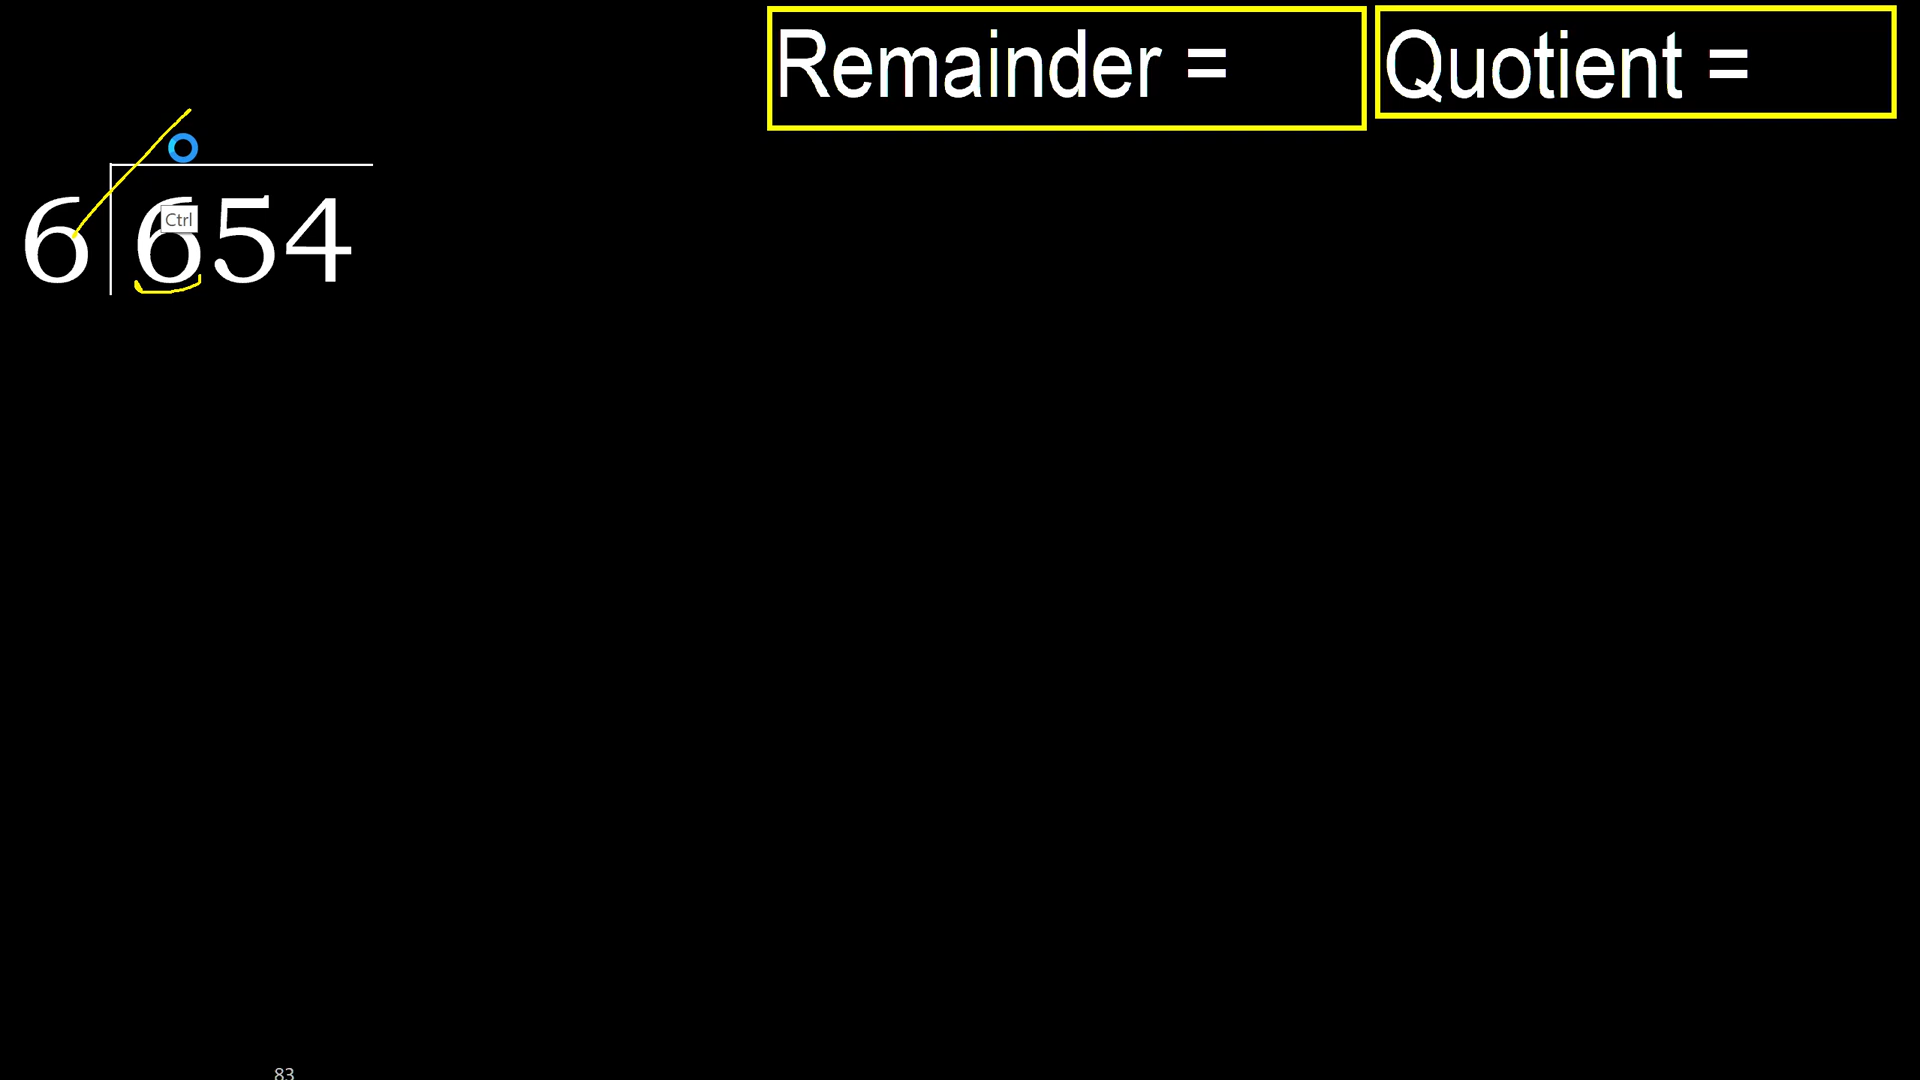 Remainder =
Quotient =
6 654
Ctrl
83